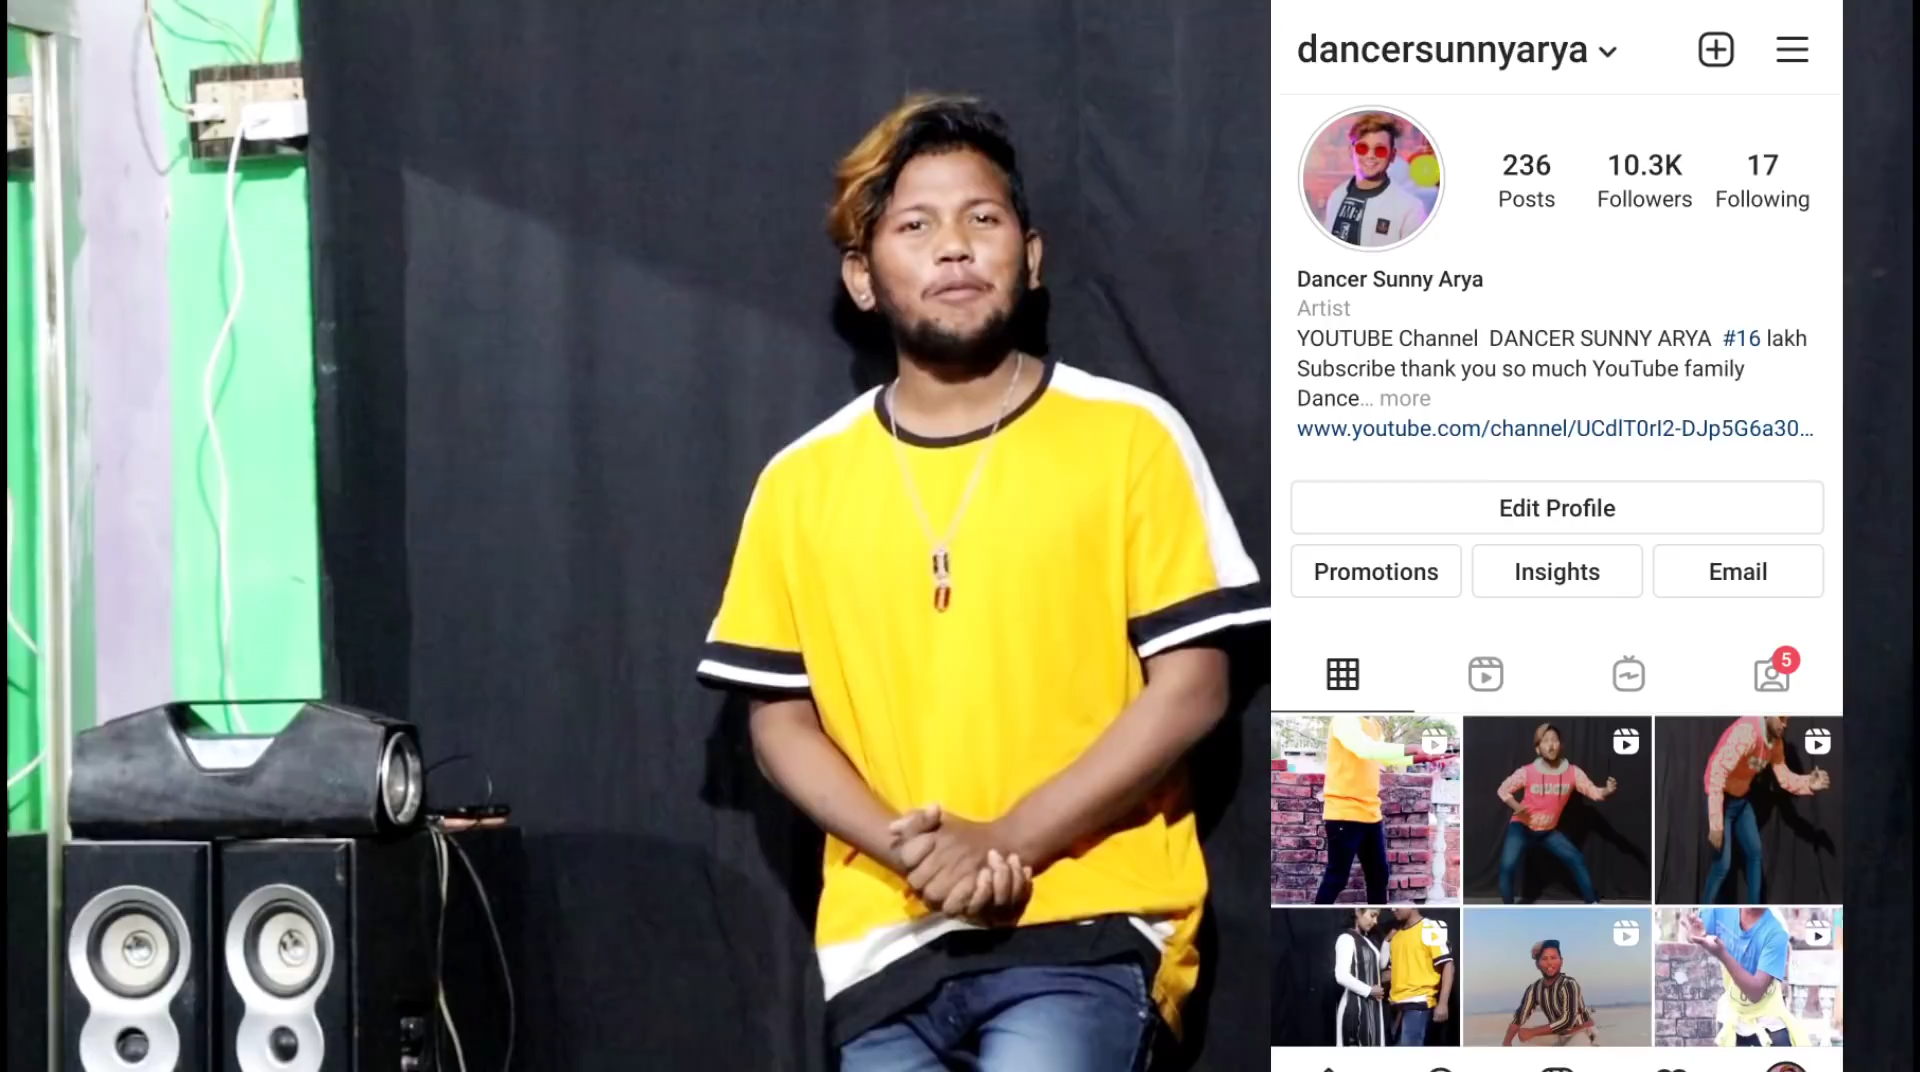 dancersunnyarya
236
10.3K
17
Posts
Followers
Following
Dancer Sunny Arya
Artist
YOUTUBE Channel DANCER SUNNY ARYA #16 lakh
Subscribe thank you so much YouTube family
Dance... more
www.youtube.com/channel/UCdlT0rI2-DJp5G6a30...
Edit Profile
Promotions
Insights
Email
5